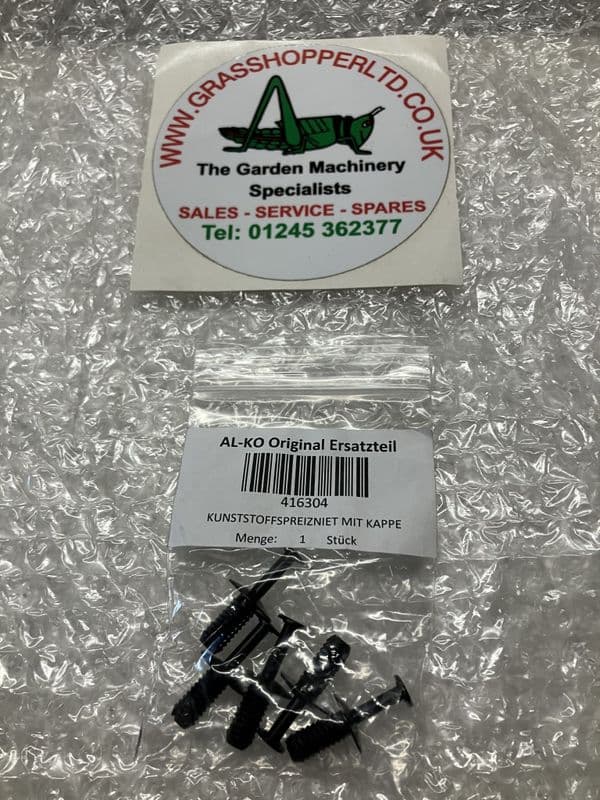 WWW.GRASSHOPPERLTD.CO.UK
The Garden Machinery
Specialists
SALES - SERVICE - SPARES
Tel: 01245 362377
AL-KO Original Ersatzteil
416304
KUNSTSTOFFSPREIZNIET MIT KAPPE
Menge: 1 Stück